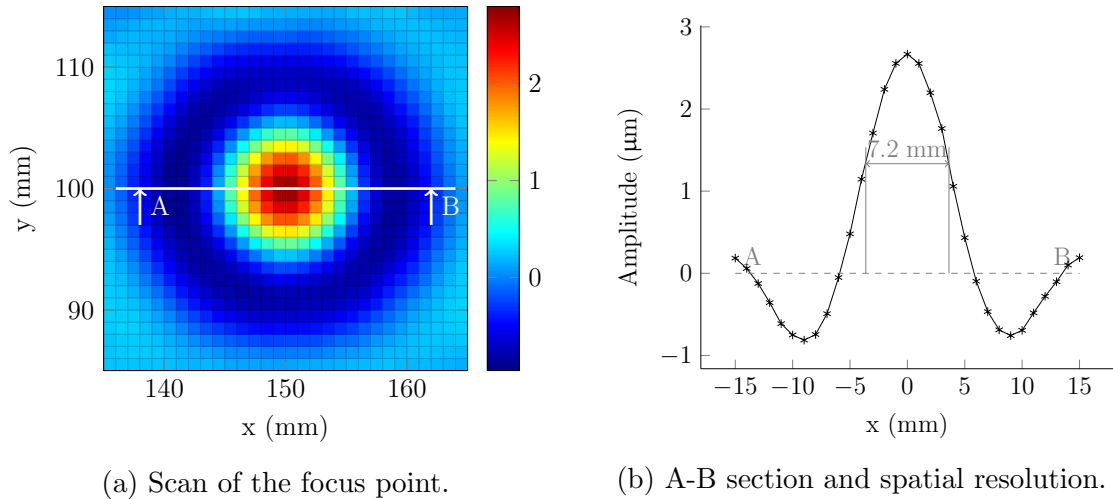 110
100
90
y (mm)
A
B
140
150
160
x (mm)
2
1
0
(a) Scan of the focus point.
3
2
1
0
−1
Amplitude (µm)
7.2 mm
A
B
−15
−10
−5
0
5
10
15
x (mm)
(b) A-B section and spatial resolution.